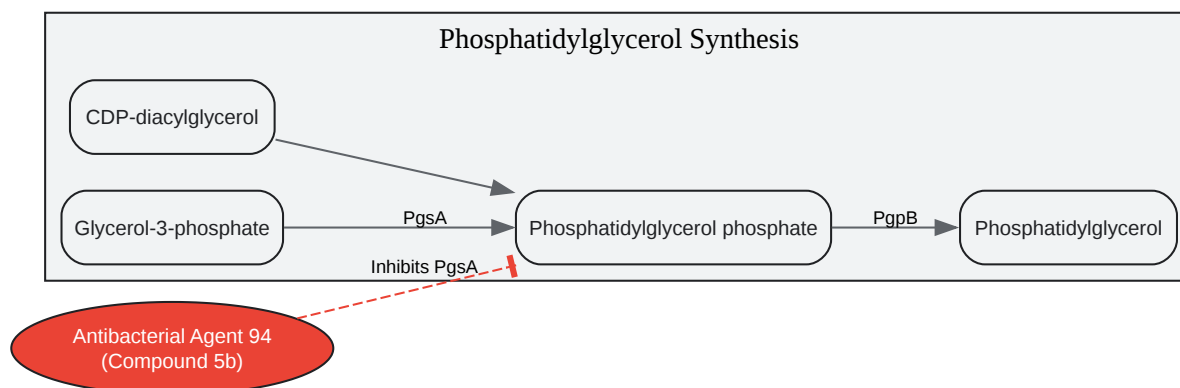 Phosphatidylglycerol Synthesis
CDP-diacylglycerol
Glycerol-3-phosphate
PgsA
Phosphatidylglycerol phosphate
PgpB
Phosphatidylglycerol
Inhibits PgsA
Antibacterial Agent 94
(Compound 5b)